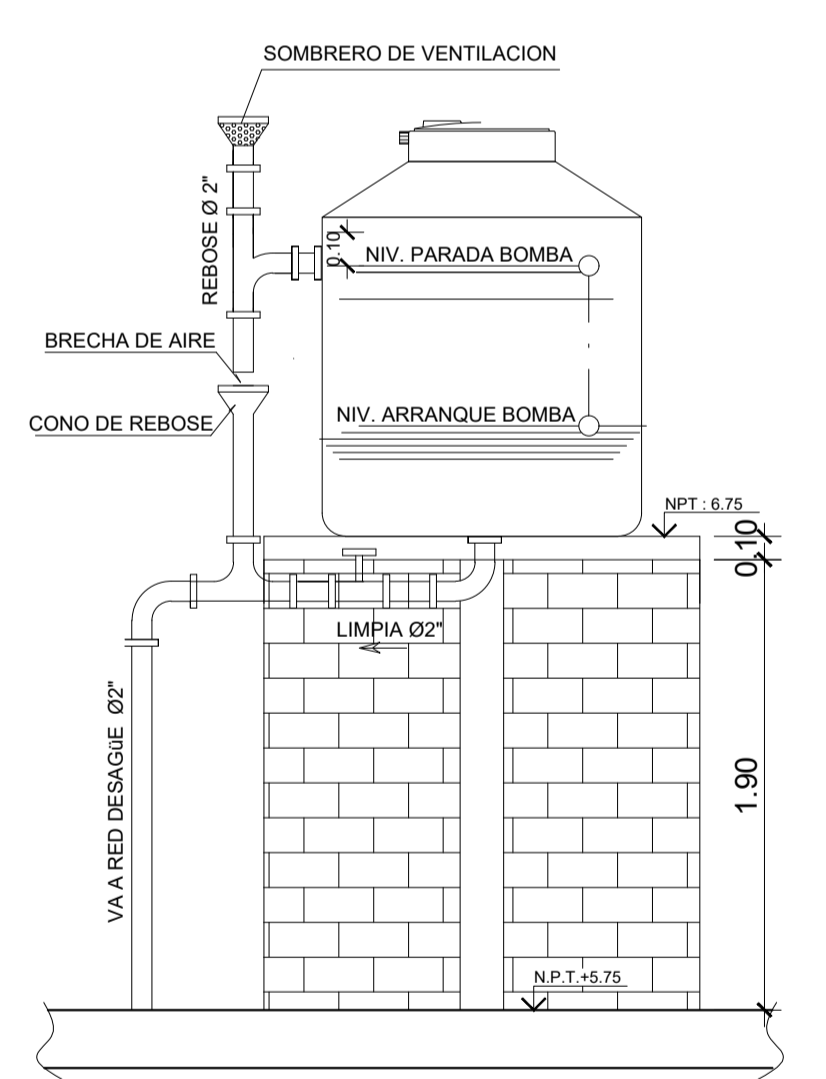 SOMBRERO DE VENTILACION
REBOSE Ø 2"
0.10
NIV. PARADA BOMBA
BRECHA DE AIRE
CONO DE REBOSE
NIV. ARRANQUE BOMBA
NPT : 6.75
0.10
LIMPIA Ø2"
VA A RED DESAGüE Ø2"
1.90
N.P.T.+5.75